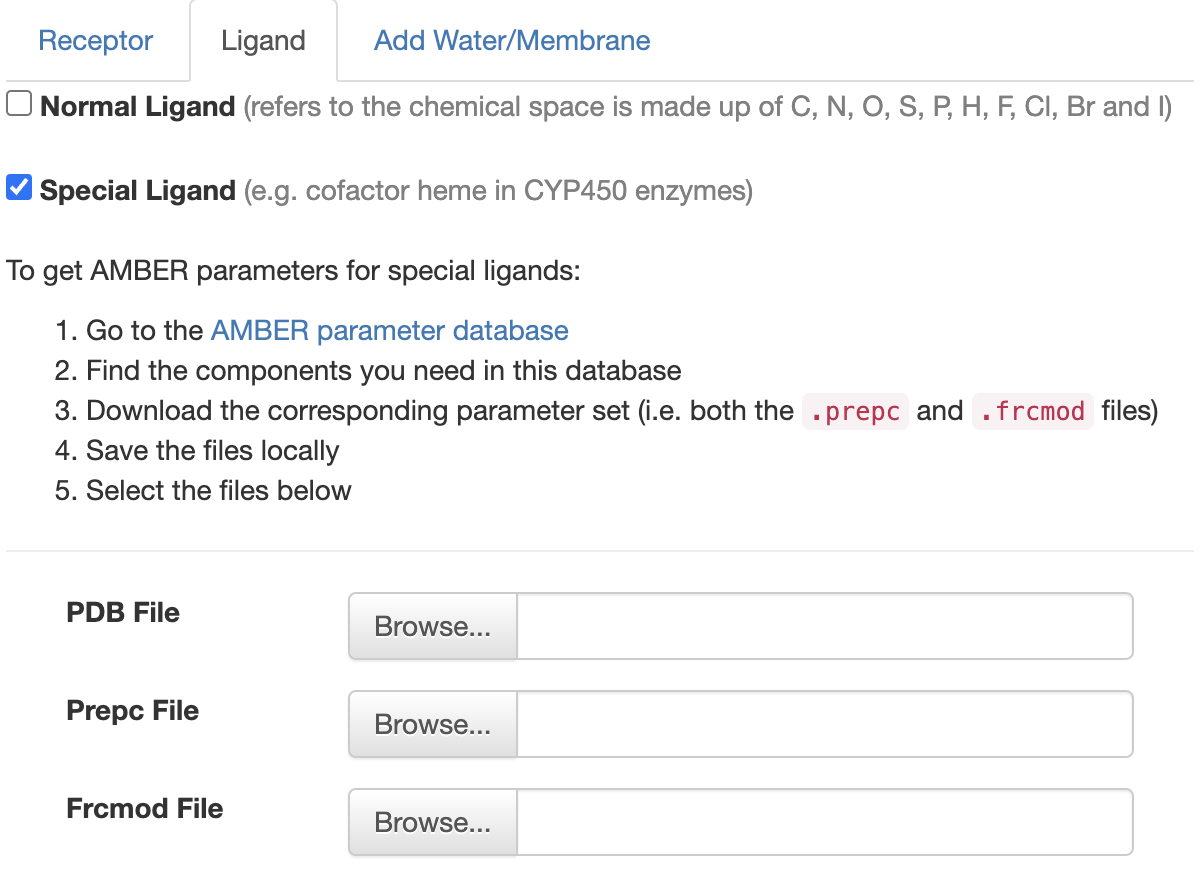 Receptor Ligand Add Water/Membrane
Normal Ligand (refers to the chemical space is made up of C, N, O, S, P, H, F, Cl, Br and I)
Special Ligand (e.g. cofactor heme in CYP450 enzymes)
To get AMBER parameters for special ligands:
1. Go to the AMBER parameter database
2. Find the components you need in this database
3. Download the corresponding parameter set (i.e. both the .prepc and .frcmod files)
4. Save the files locally
5. Select the files below
PDB File Browse...
Prepc File Browse...
Frcmod File Browse...